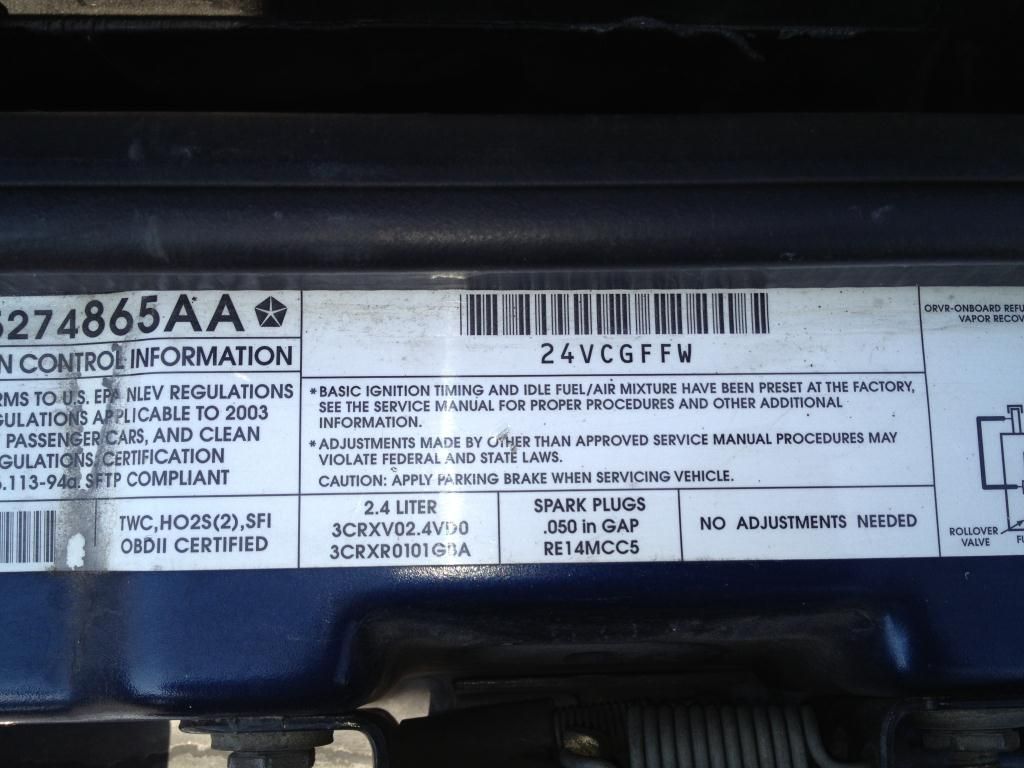 5274865AA
N CONTROL INFORMATION
RMS TO U.S. EPA NLEV REGULATIONS
GULATIONS APPLICABLE TO 2003
PASSENGER CARS, AND CLEAN
GULATIONS. CERTIFICATION
.113-94a. SFTP COMPLIANT
TWC,HO2S(2),SFI
OBDII CERTIFIED
24VCGFFW
*BASIC IGNITION TIMING AND IDLE FUEL/AIR MIXTURE HAVE BEEN PRESET AT THE FACTORY,
SEE THE SERVICE MANUAL FOR PROPER PROCEDURES AND OTHER ADDITIONAL
INFORMATION.
*ADJUSTMENTS MADE BY OTHER THAN APPROVED SERVICE MANUAL PROCEDURES MAY
VIOLATE FEDERAL AND STATE LAWS.
CAUTION: APPLY PARKING BRAKE WHEN SERVICING VEHICLE.
2.4 LITER
3CRXV02.4VD0
3CRXR0101GBA
SPARK PLUGS
.050 in GAP
RE14MCC5
NO ADJUSTMENTS NEEDED
ORVR-ONBOARD REFU
VAPOR RECOV
ROLLOVER
VALVE
FU